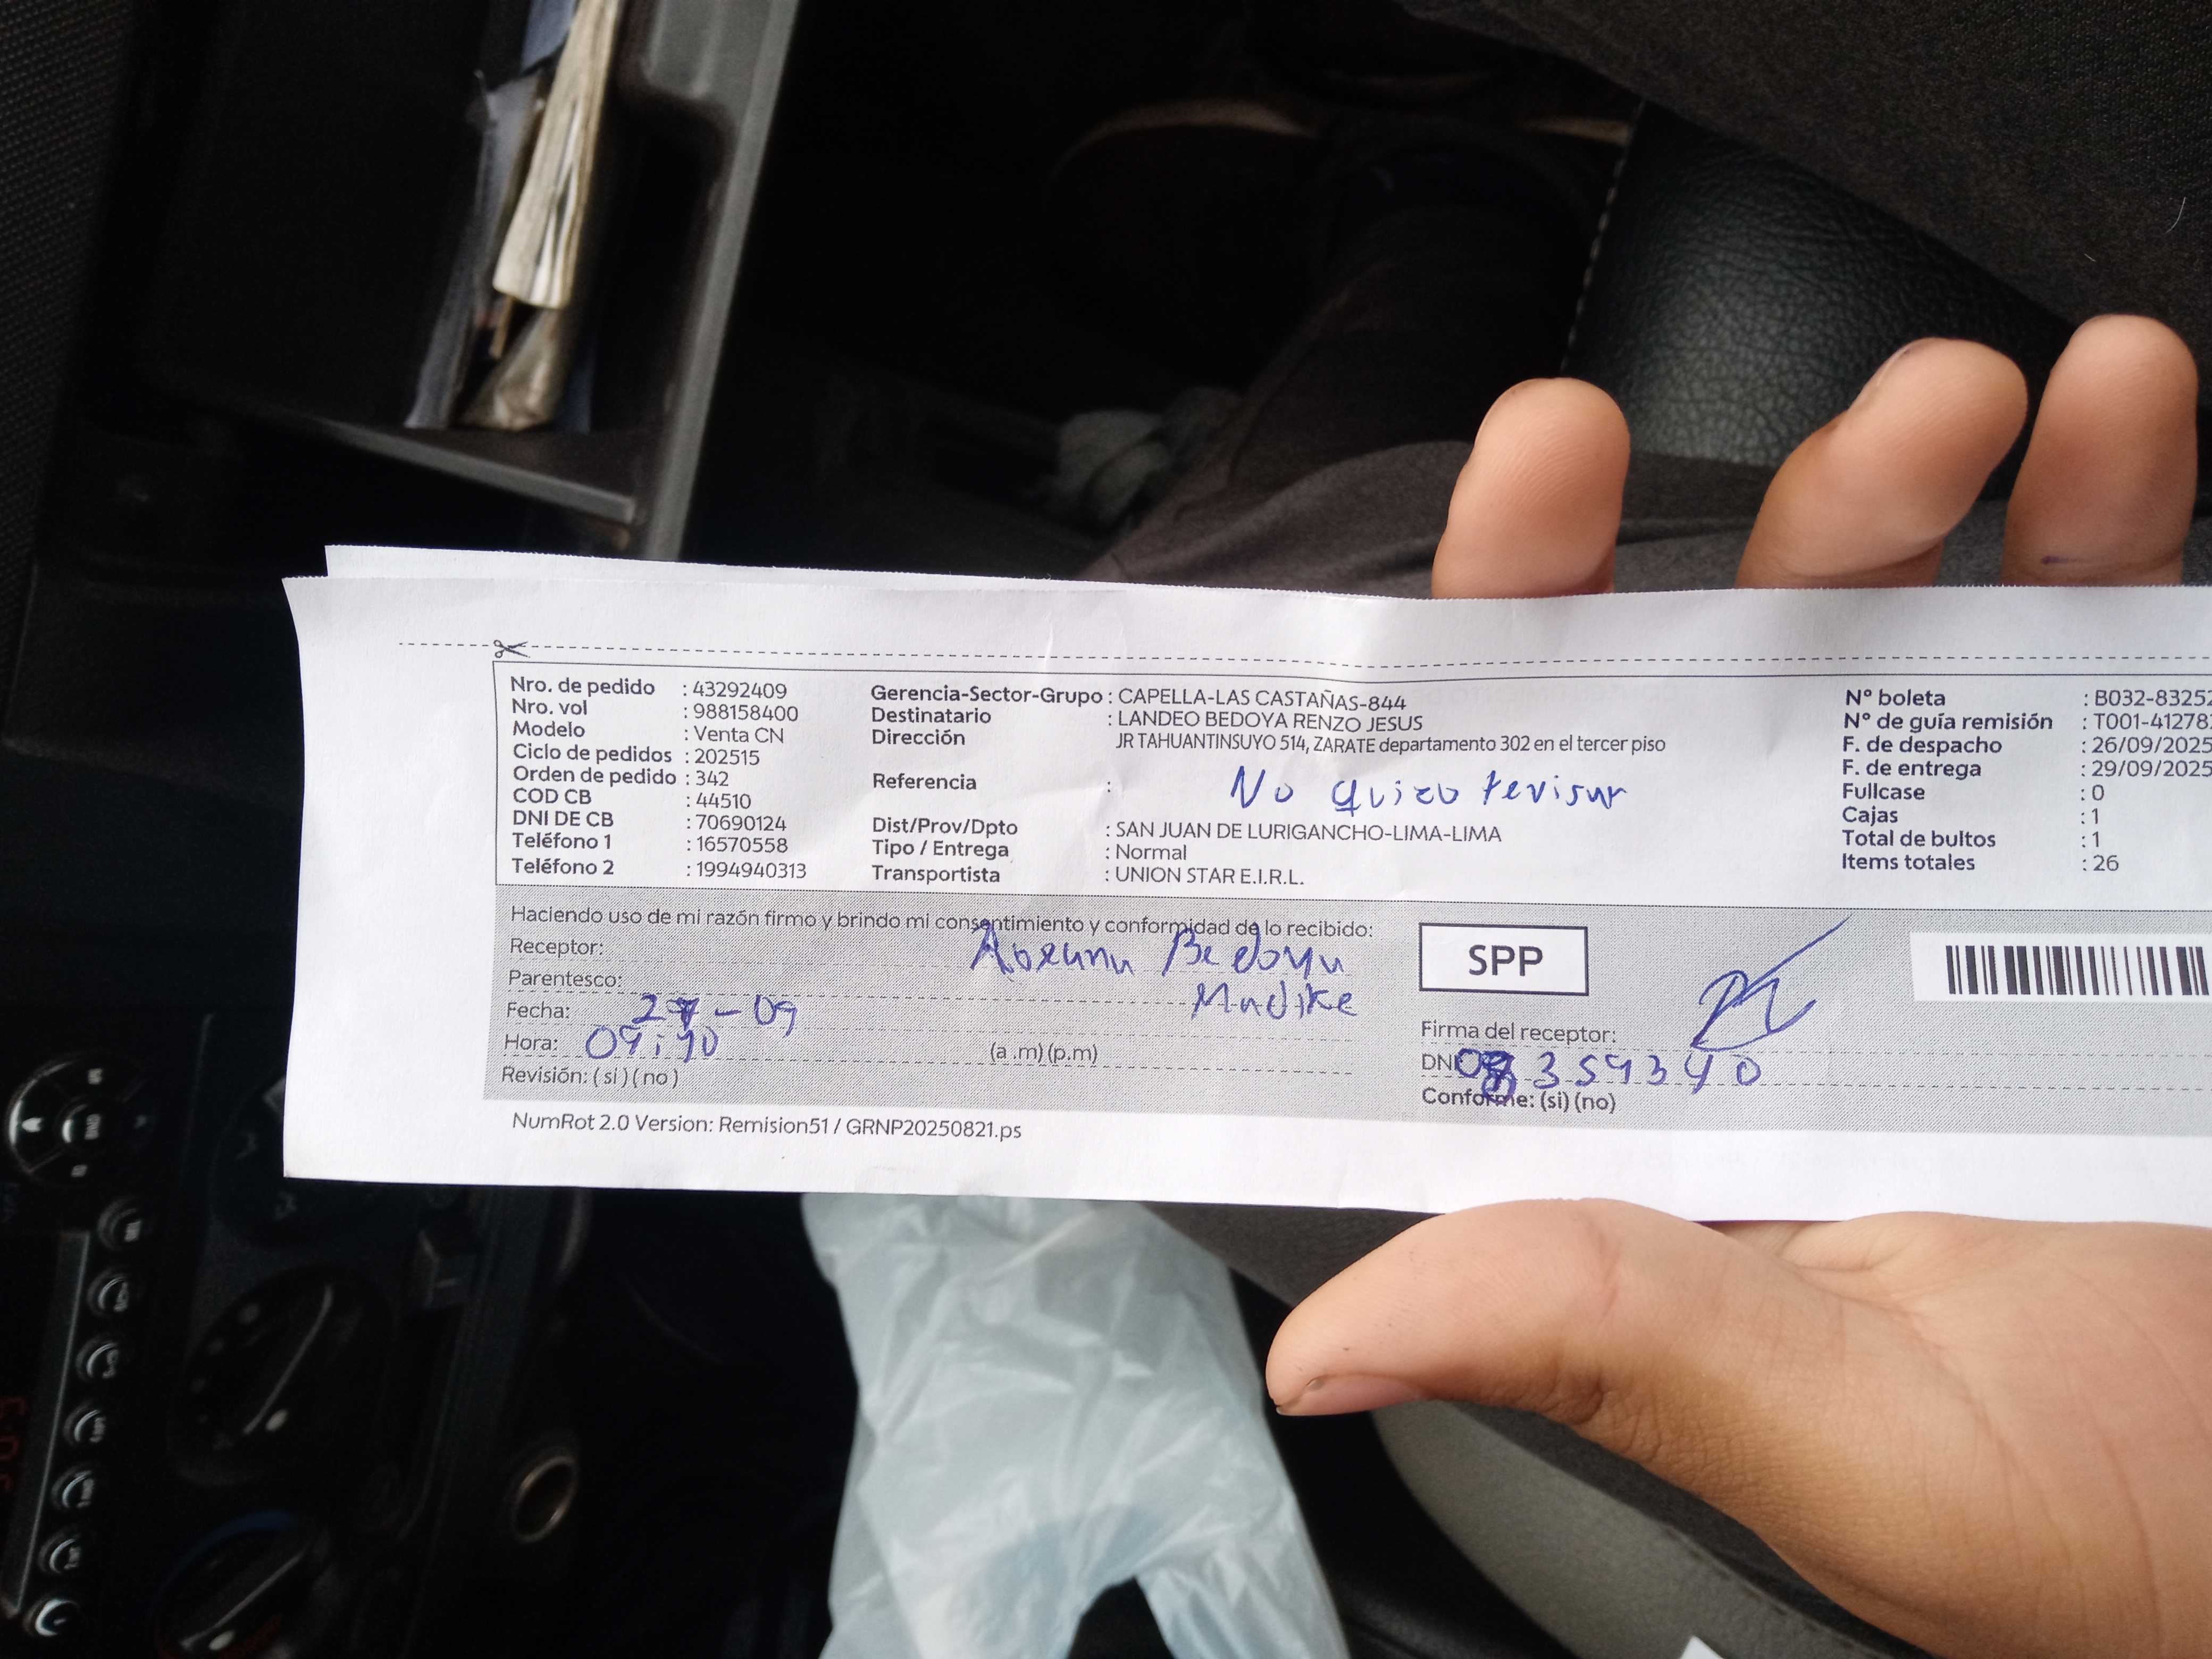 Nro. de pedido : 43292409
Nro. vol : 988158400
Modelo : Venta CN
Ciclo de pedidos : 202515
Orden de pedido : 342
COD CB : 44510
DNI DE CB : 70690124
Teléfono 1 : 16570558
Teléfono 2 : 1994940313
Gerencia-Sector-Grupo : CAPELLA-LAS CASTAÑAS-844
Destinatario : LANDEO BEDOYA RENZO JESUS
Dirección JR TAHUANTINSUYO 514, ZARATE departamento 302 en el tercer piso
Referencia : No quizo revisar
Dist/Prov/Dpto : SAN JUAN DE LURIGANCHO-LIMA-LIMA
Tipo / Entrega : Normal
Transportista : UNION STAR E.I.R.L.
N° boleta : B032-8325
N° de guía remisión : T001-41278
F. de despacho : 26/09/2025
F. de entrega : 29/09/2025
Fullcase : 0
Cajas : 1
Total de bultos : 1
Items totales : 26
Haciendo uso de mi razón firmo y brindo mi consentimiento y conformidad de lo recibido:
Receptor: Bedoya
Parentesco: Madre
Fecha: 27-09
Hora: (a .m) (p.m)
Revisión: ( si ) ( no )
SPP
Firma del receptor:
DNI 359340
Conforme: (si) (no)
NumRot 2.0 Version: Remision51 / GRNP20250821.ps